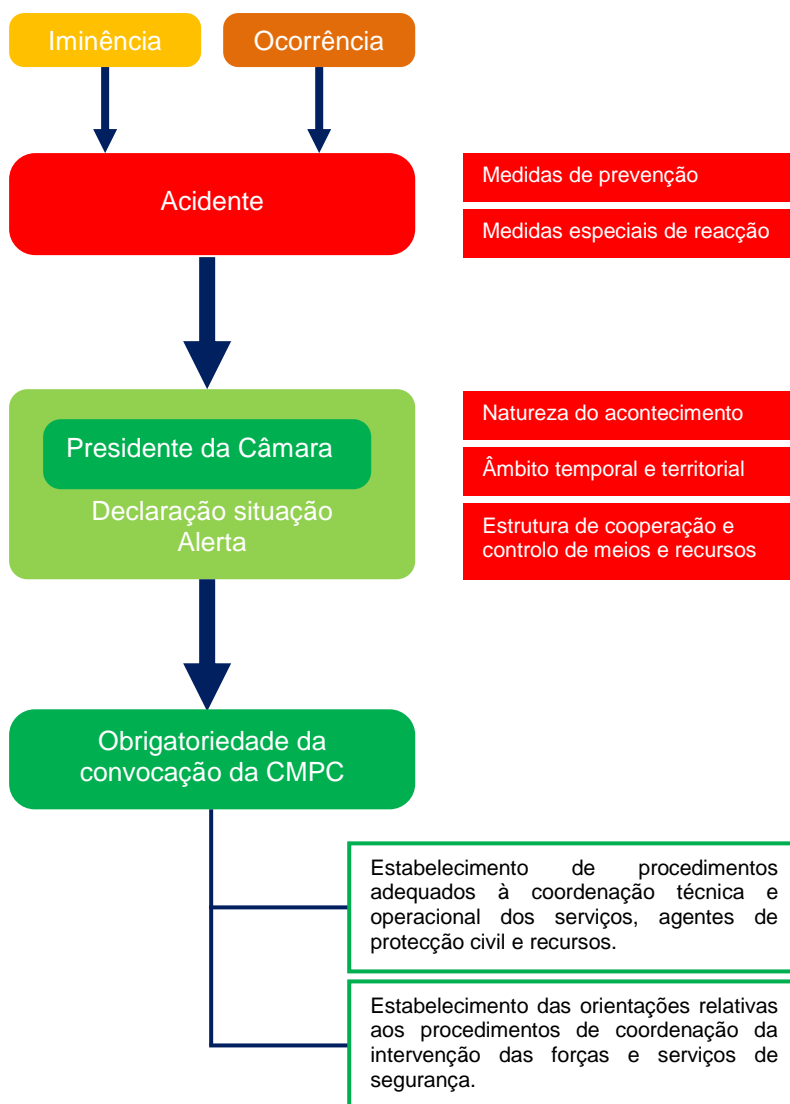 Iminência
Ocorrência
Acidente
Medidas de prevenção
Medidas especiais de reacção
Presidente da Câmara
Declaração situação
Alerta
Natureza do acontecimento
Âmbito temporal e territorial
Estrutura de cooperação e
controlo de meios e recursos
Obrigatoriedade da
convocação da CMPC
Estabelecimento de procedimentos
adequados à coordenação técnica e
operacional dos serviços, agentes de
protecção civil e recursos.
Estabelecimento das orientações relativas
aos procedimentos de coordenação da
intervenção das forças e serviços de
segurança.